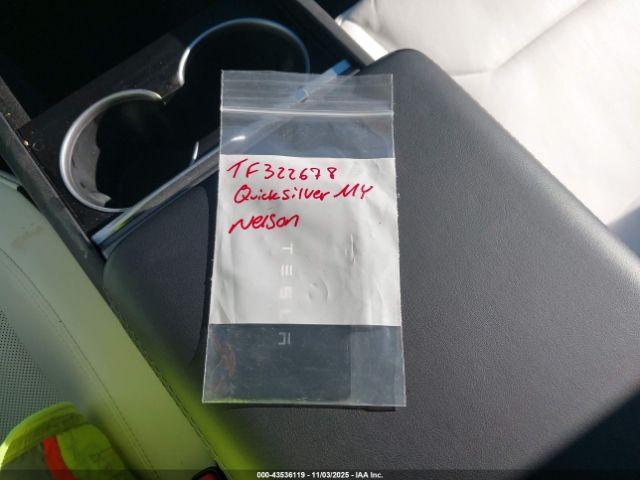 TF322678
Quicksilver MY
Nelson
TESLA
000-43536119 - 11/03/2025 - IAA Inc.